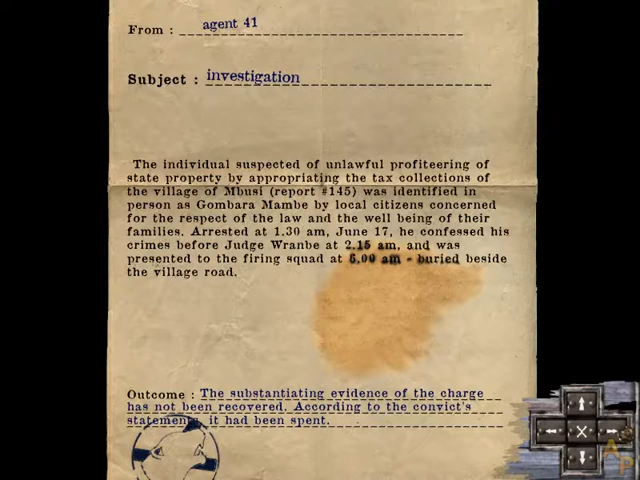 From : agent 41
Subject : investigation
The individual suspected of unlawful profiteering of
state property by appropriating the tax collections of
the village of Mbusi (report #145) was identified in
person as Gombara Mambe by local citizens concerned
for the respect of the law and the well being of their
families. Arrested at 1.30 am, June 17, he confessed his
crimes before Judge Wranbe at 2.15 am, and was
presented to the firing squad at 6.00 am - buried beside
the village road.
Outcome : The substantiating evidence of the charge
has not been recovered. According to the convict's
statement, it had been spent.